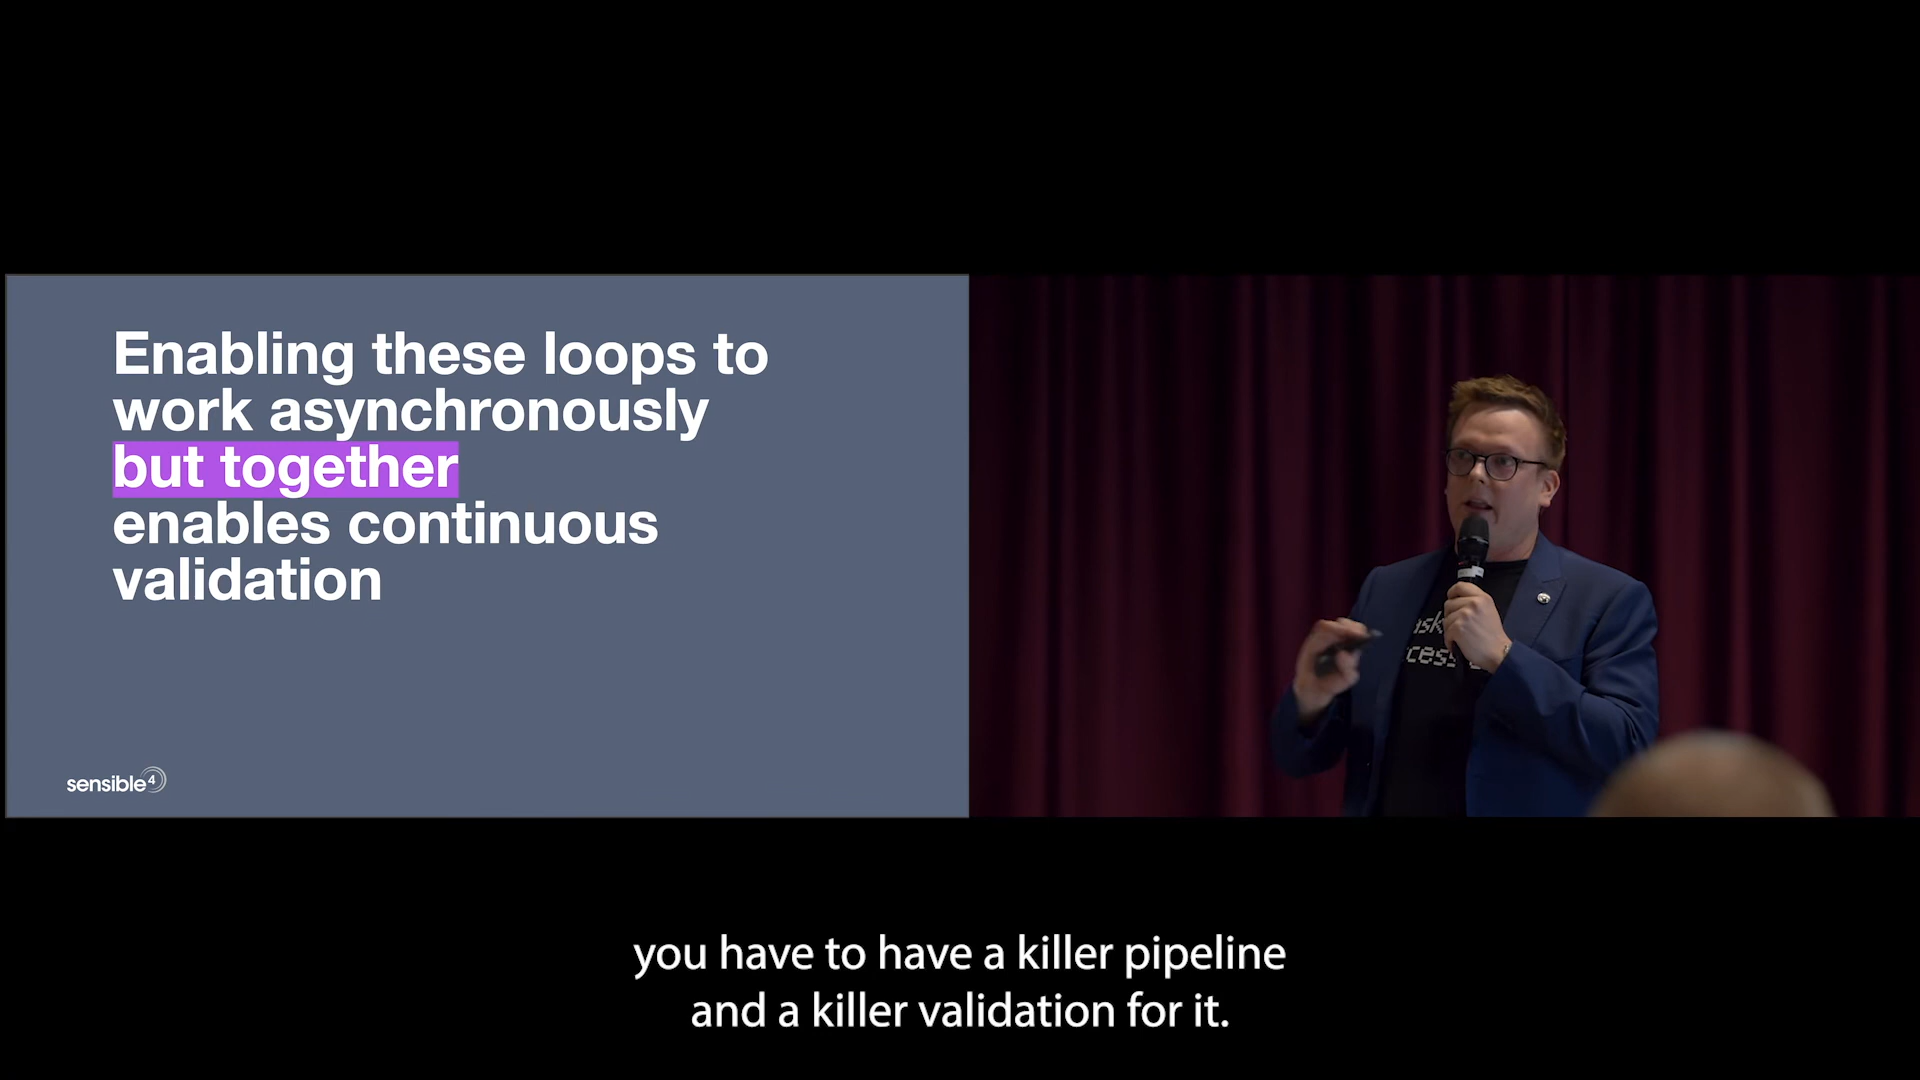 Enabling these loops to
work asynchronously
but together
enables continuous
validation
sensible4
you have to have a killer pipeline
and a killer validation for it.